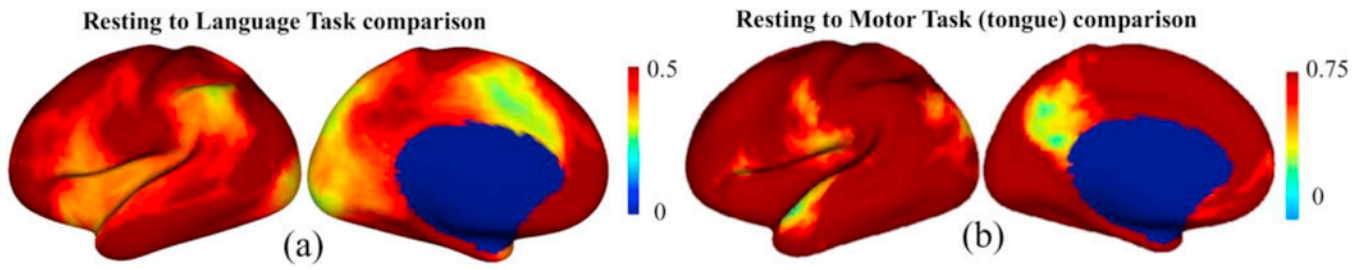 Resting to Language Task comparison
0.5
0
(a)
Resting to Motor Task (tongue) comparison
0.75
0
(b)